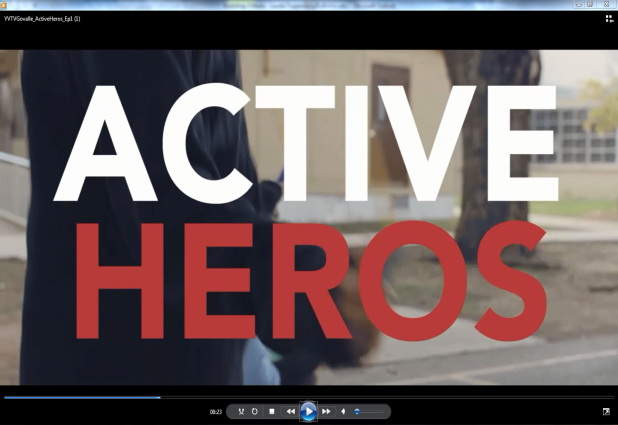 YVTVGovalle_ActiveHeros_Ep1 (1)
ACTIVE
HEROS
00:23